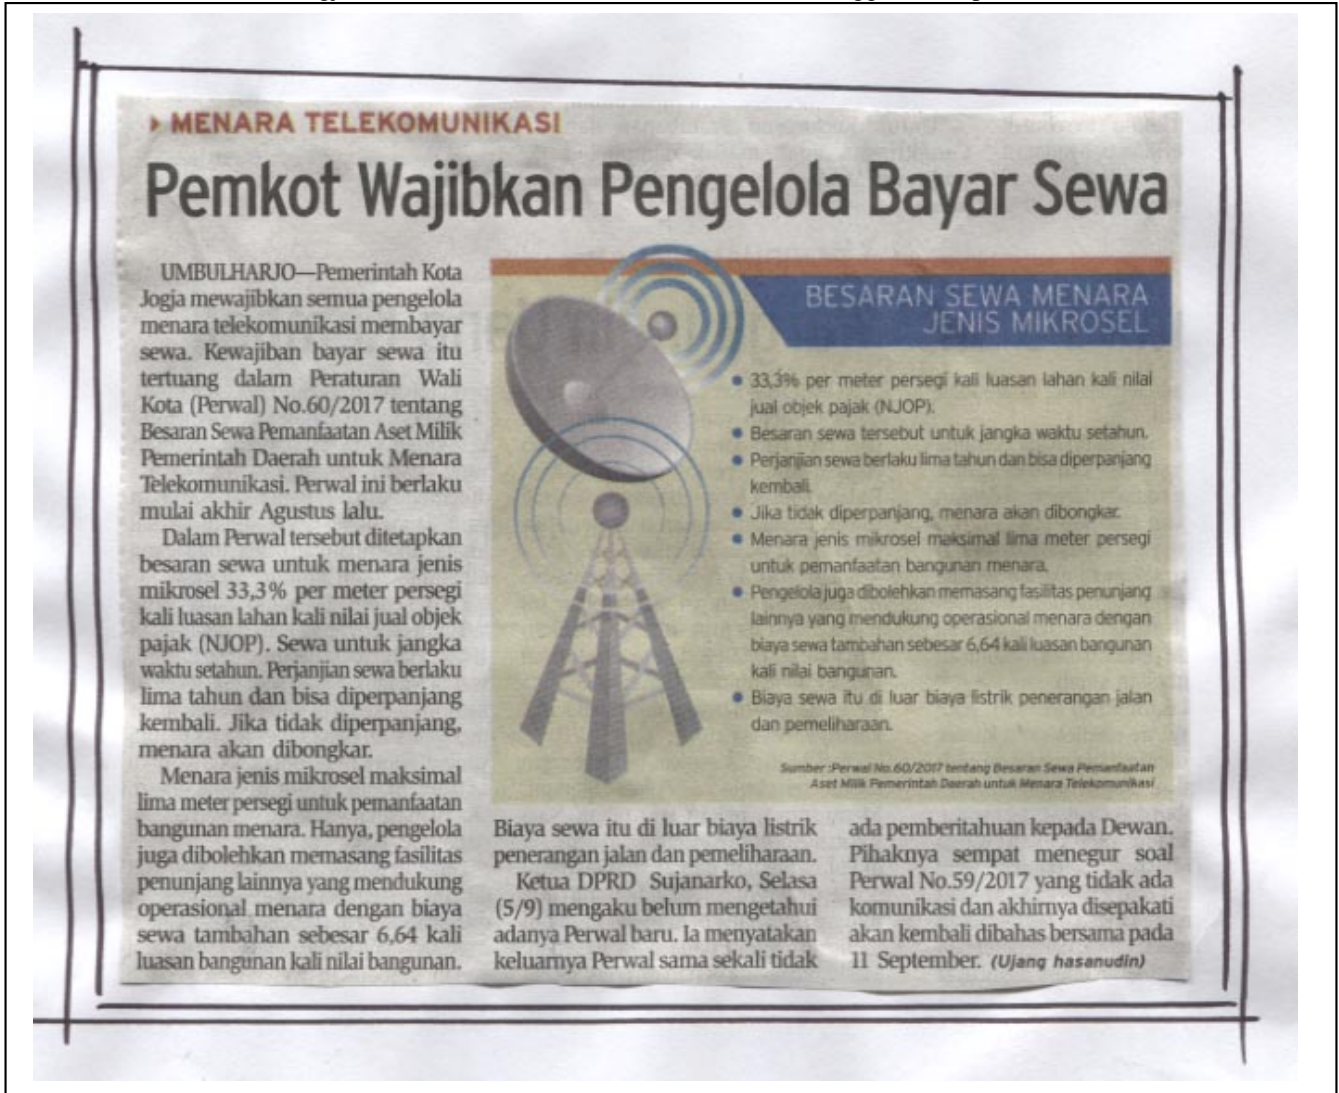 MENARA TELEKOMUNIKASI
Pemkot Wajibkan Pengelola Bayar Sewa
UMBULHARJO—Pemerintah Kota
Jogja mewajibkan semua pengelola
menara telekomunikasi membayar
sewa. Kewajiban bayar sewa itu
tertuang dalam Peraturan Wali
Kota (Perwal) No.60/2017 tentang
Besaran Sewa Pemanfaatan Aset Milik
Pemerintah Daerah untuk Menara
Telekomunikasi. Perwal ini berlaku
mulai akhir Agustus lalu.
Dalam Perwal tersebut ditetapkan
besaran sewa untuk menara jenis
mikrosel 33,3% per meter persegi
kali luasan lahan kali nilai jual objek
pajak (NJOP). Sewa untuk jangka
waktu setahun. Perjanjian sewa berlaku
lima tahun dan bisa diperpanjang
kembali. Jika tidak diperpanjang,
menara akan dibongkar.
Menara jenis mikrosel maksimal
lima meter persegi untuk pemanfaatan
bangunan menara. Hanya, pengelola
juga dibolehkan memasang fasilitas
penunjang lainnya yang mendukung
operasional menara dengan biaya
sewa tambahan sebesar 6,64 kali
luasan bangunan kali nilai bangunan.
BESARAN SEWA MENARA
JENIS MIKROSEL
• 33,3% per meter persegi kali luasan lahan kali nilai
jual objek pajak (NJOP).
• Besaran sewa tersebut untuk jangka waktu setahun.
• Perjanjian sewa berlaku lima tahun dan bisa diperpanjang
kembali.
• Jika tidak diperpanjang, menara akan dibongkar.
• Menara jenis mikrosel maksimal lima meter persegi
untuk pemanfaatan bangunan menara.
• Pengelola juga dibolehkan memasang fasilitas penunjang
lainnya yang mendukung operasional menara dengan
biaya sewa tambahan sebesar 6,64 kali luasan bangunan
kali nilai bangunan.
• Biaya sewa itu di luar biaya listrik penerangan jalan
dan pemeliharaan.
Sumber :Perwal No.60/2017 tentang Besaran Sewa Pemanfaatan
Aset Milik Pemerintah Daerah untuk Menara Telekomunikasi
Biaya sewa itu di luar biaya listrik
penerangan jalan dan pemeliharaan.
Ketua DPRD Sujanarko, Selasa
(5/9) mengaku belum mengetahui
adanya Perwal baru. Ia menyatakan
keluarnya Perwal sama sekali tidak
ada pemberitahuan kepada Dewan.
Pihaknya sempat menegur soal
Perwal No.59/2017 yang tidak ada
komunikasi dan akhirnya disepakati
akan kembali dibahas bersama pada
11 September. (Ujang hasanudin)